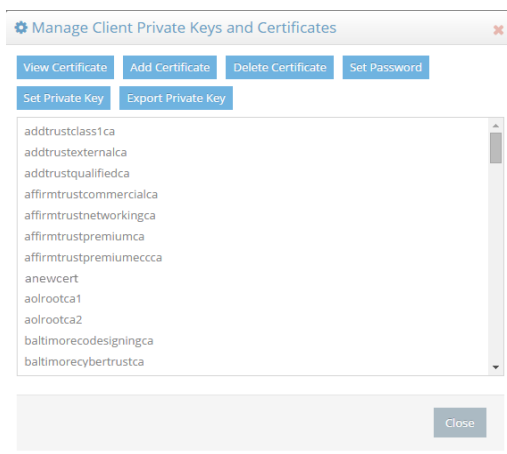 Manage Client Private Keys and Certificates
View Certificate Add Certificate Delete Certificate Set Password
Set Private Key Export Private Key
addtrustclass1ca
addtrustexternalca
addtrustqualifiedca
affirmtrustcommercialca
affirmtrustnetworkingca
affirmtrustpremiumca
affirmtrustpremiumeccca
anewcert
aolrootca1
aolrootca2
baltimorecodesigningca
baltimorecybertrustca
Close